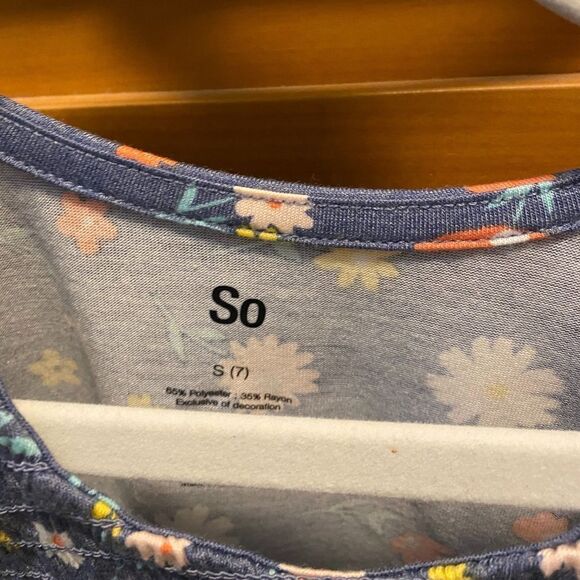 So
S (7)
65% Polyester ; 35% Rayon
Exclusive of decoration